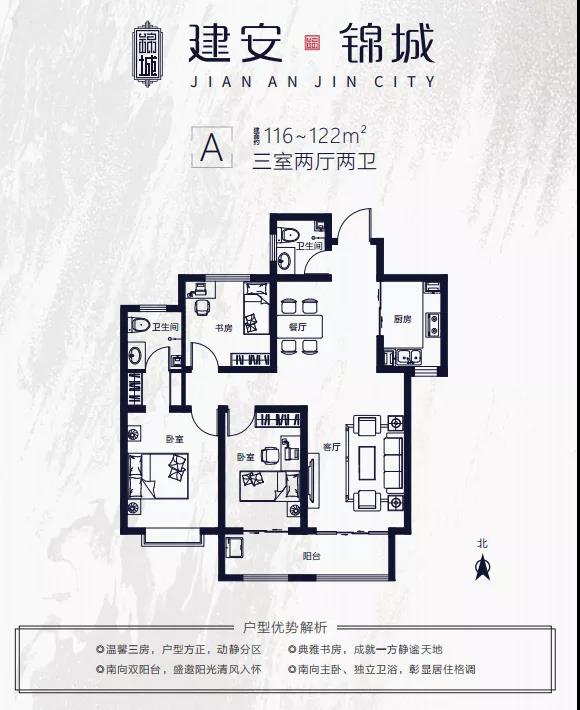 錦城
建安 锦城
JIAN AN JIN CITY
A
建面约116~122m²
三室两厅两卫
卫生间
厨房
书房
餐厅
卫生间
客厅
卧室
卧室
阳台
北
户型优势解析
◎温馨三房，户型方正，动静分区
◎典雅书房，成就一方静谧天地
◎南向双阳台，盛邀阳光清风入怀
◎南向主卧、独立卫浴，彰显居住格调